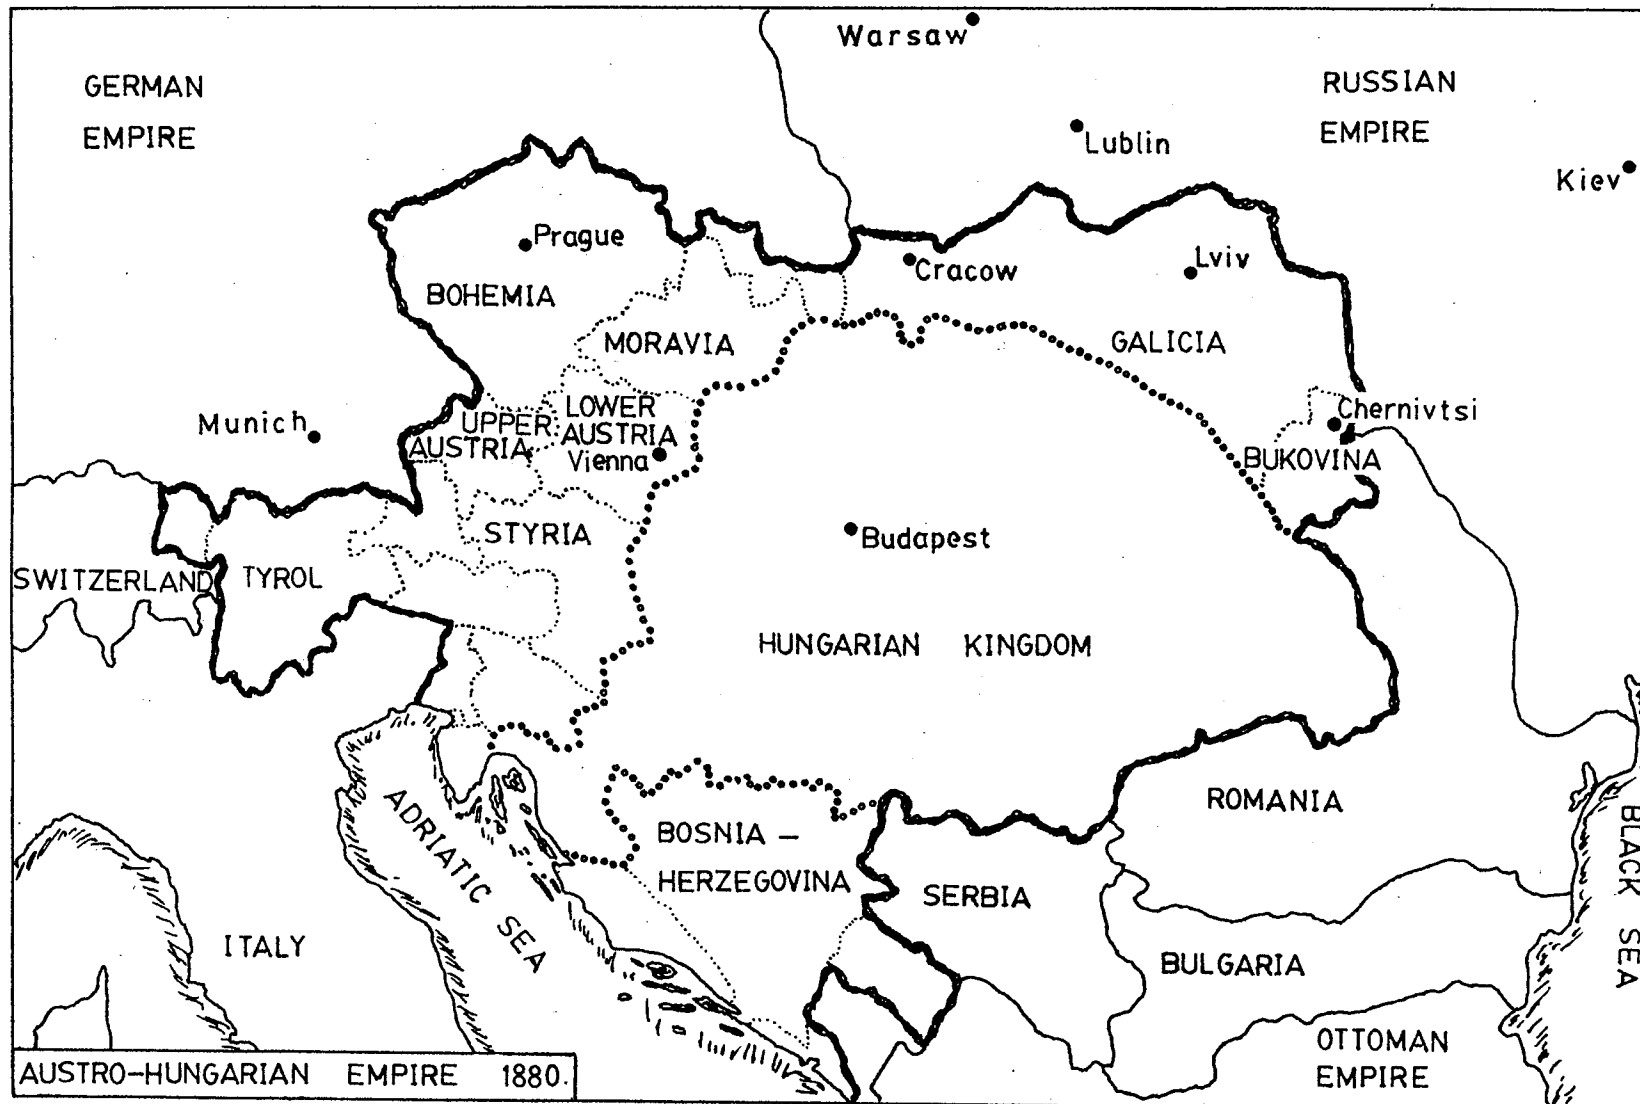 Warsaw
GERMAN
EMPIRE
RUSSIAN
EMPIRE
Lublin
Kiev
Prague
Cracow
Lviv
BOHEMIA
MORAVIA
GALICIA
Munich
UPPER
AUSTRIA
LOWER
AUSTRIA
Vienna
Chernivtsi
BUKOVINA
STYRIA
Budapest
SWITZERLAND
TYROL
HUNGARIAN KINGDOM
ROMANIA
ADRIATIC SEA
BOSNIA –
HERZEGOVINA
SERBIA
BLACK SEA
ITALY
BULGARIA
OTTOMAN
EMPIRE
AUSTRO-HUNGARIAN EMPIRE 1880.